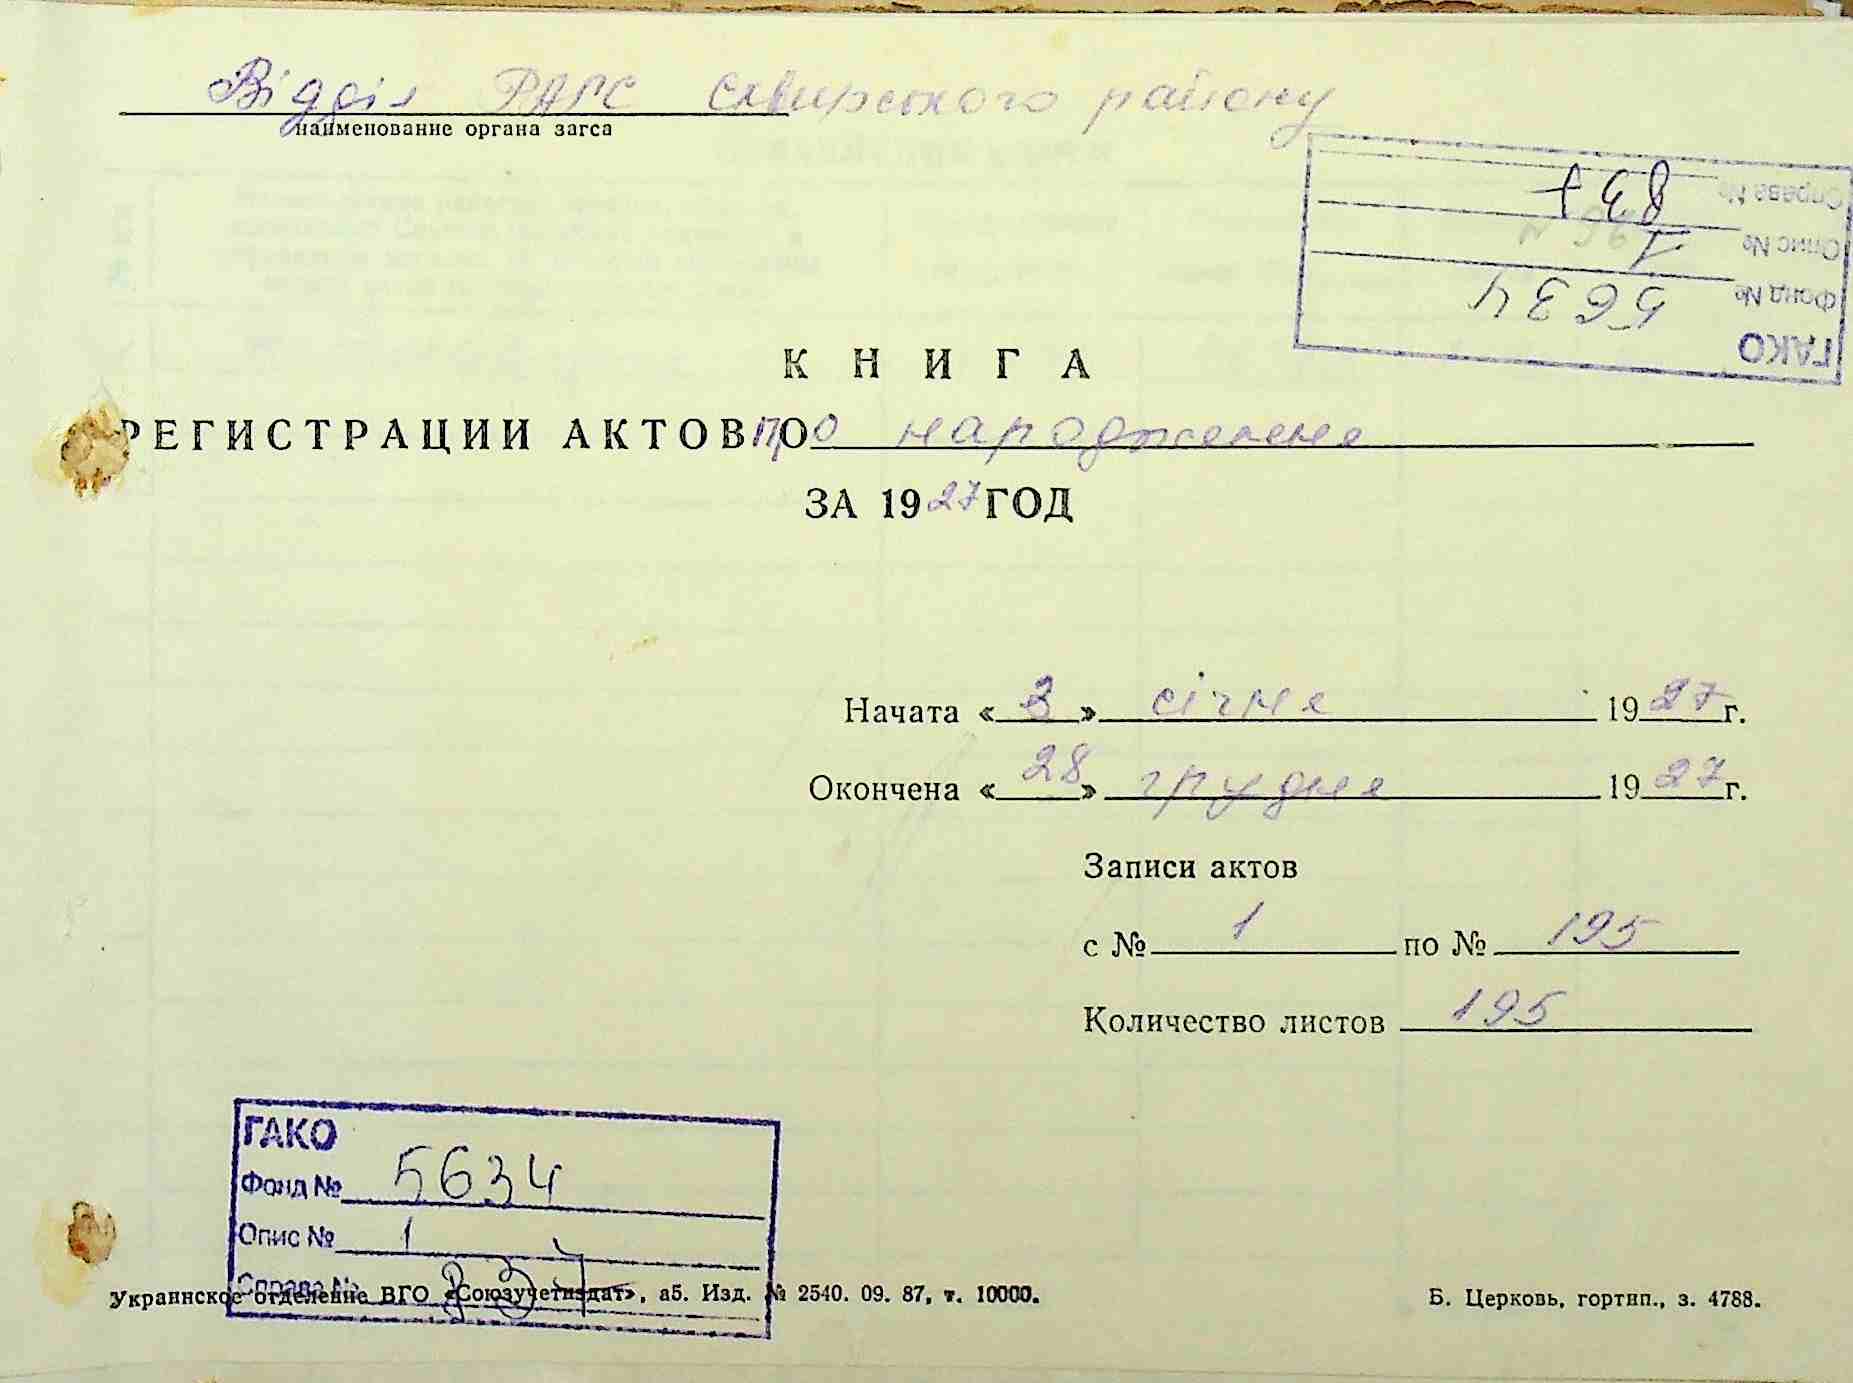 Відділ РАГС Сквирського району
наименование органа загса
Справа № 837
Опис № 1
Фонд № 5634
ГАКО
КНИГА
РЕГИСТРАЦИИ АКТОВ про народження
ЗА 1927 ГОД
Начата «3» січня 1927 г.
Окончена «28» грудня 1927 г.
Записи актов
с № 1 по № 195
Количество листов 195
ГАКО
Фонд № 5634
Опис № 1
Справа № 837
Украинское отделение ВГО «Союзучетиздат», а5. Изд. № 2540. 09. 87, т. 10000.
Б. Церковь, гортип., з. 4788.